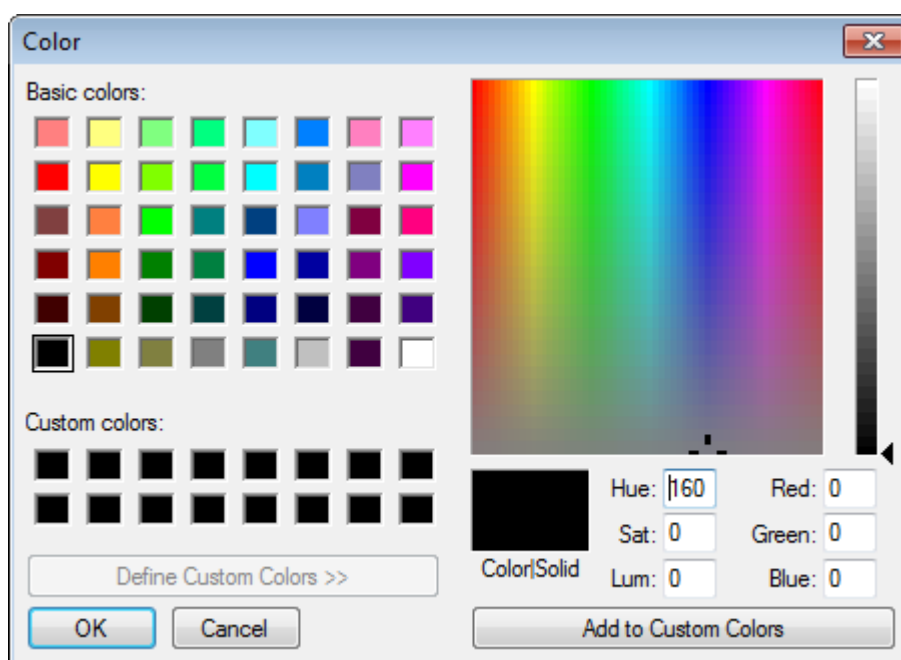 Color
Basic colors:
Custom colors:
Define Custom Colors >>
OK
Cancel
Color|Solid
Hue: 160
Sat: 0
Lum: 0
Red: 0
Green: 0
Blue: 0
Add to Custom Colors